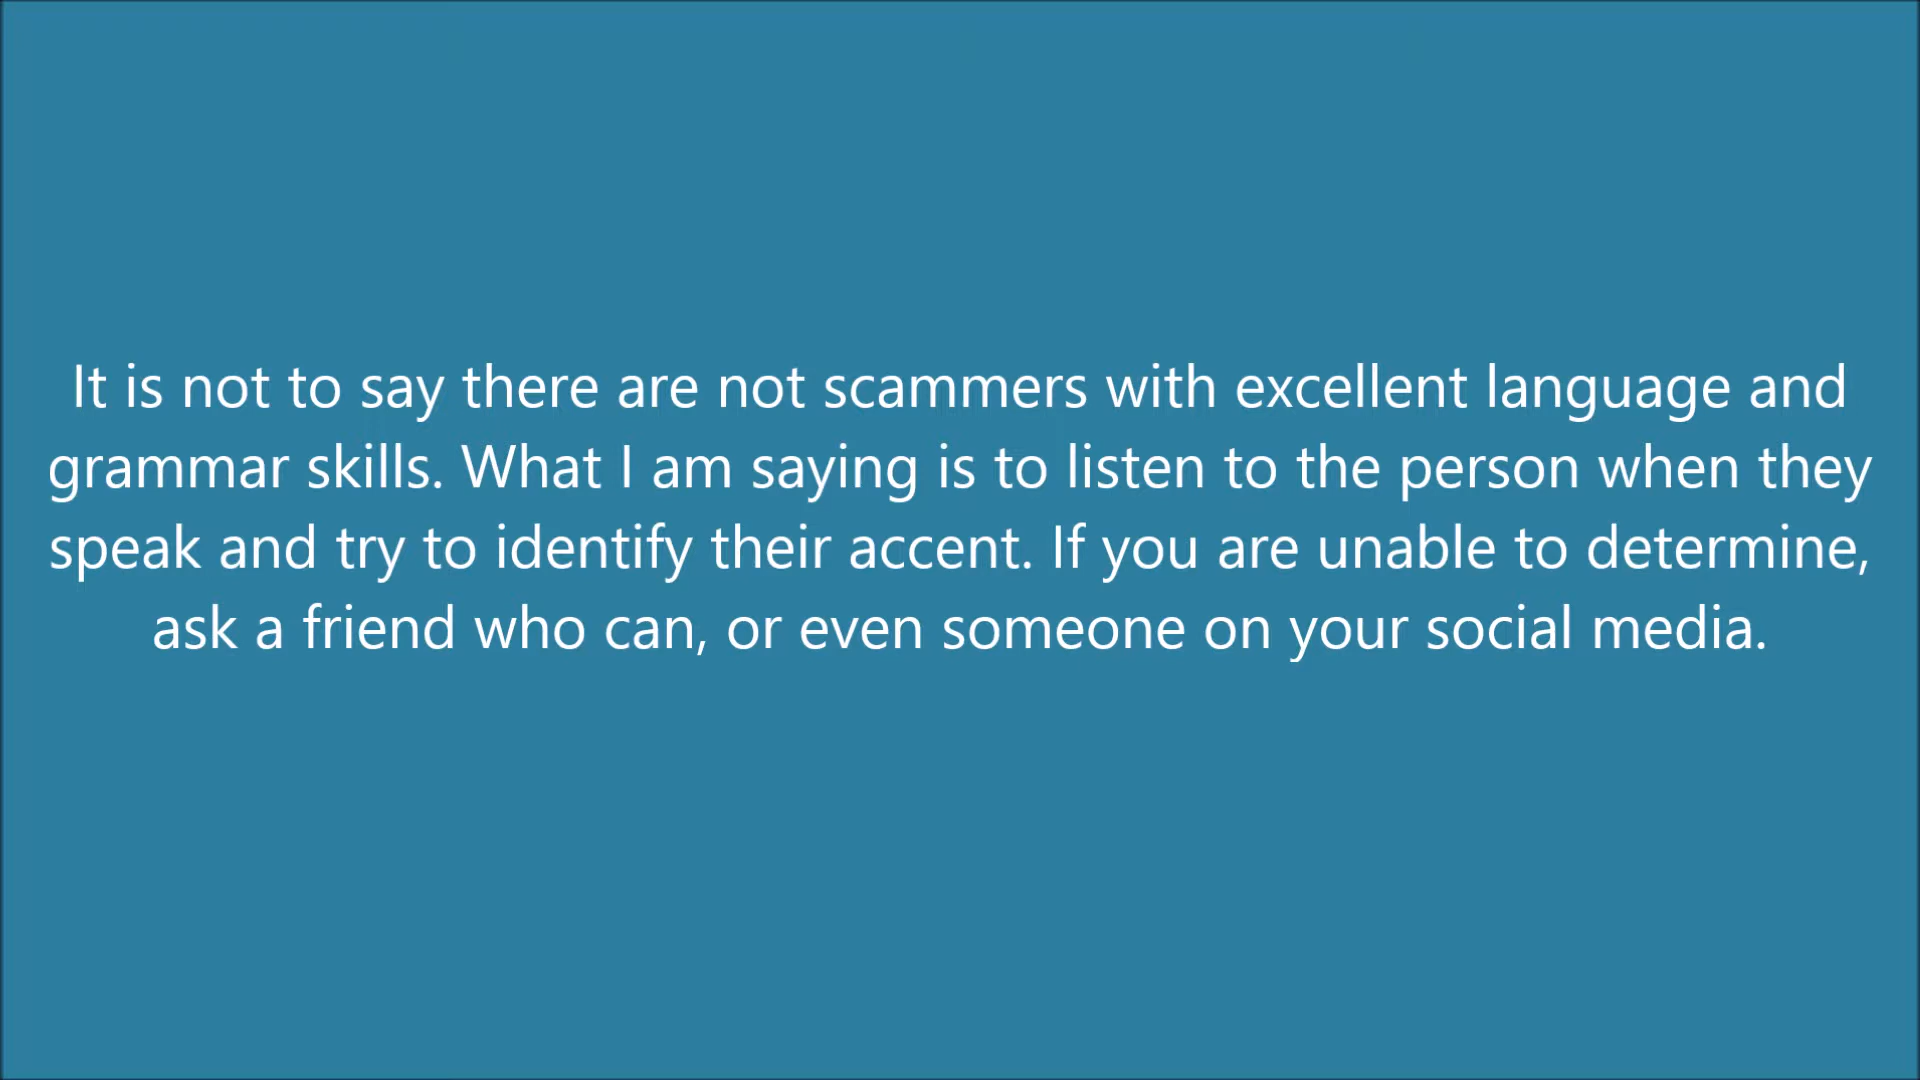 It is not to say there are not scammers with excellent language and
grammar skills. What I am saying is to listen to the person when they
speak and try to identify their accent. If you are unable to determine,
ask a friend who can, or even someone on your social media.